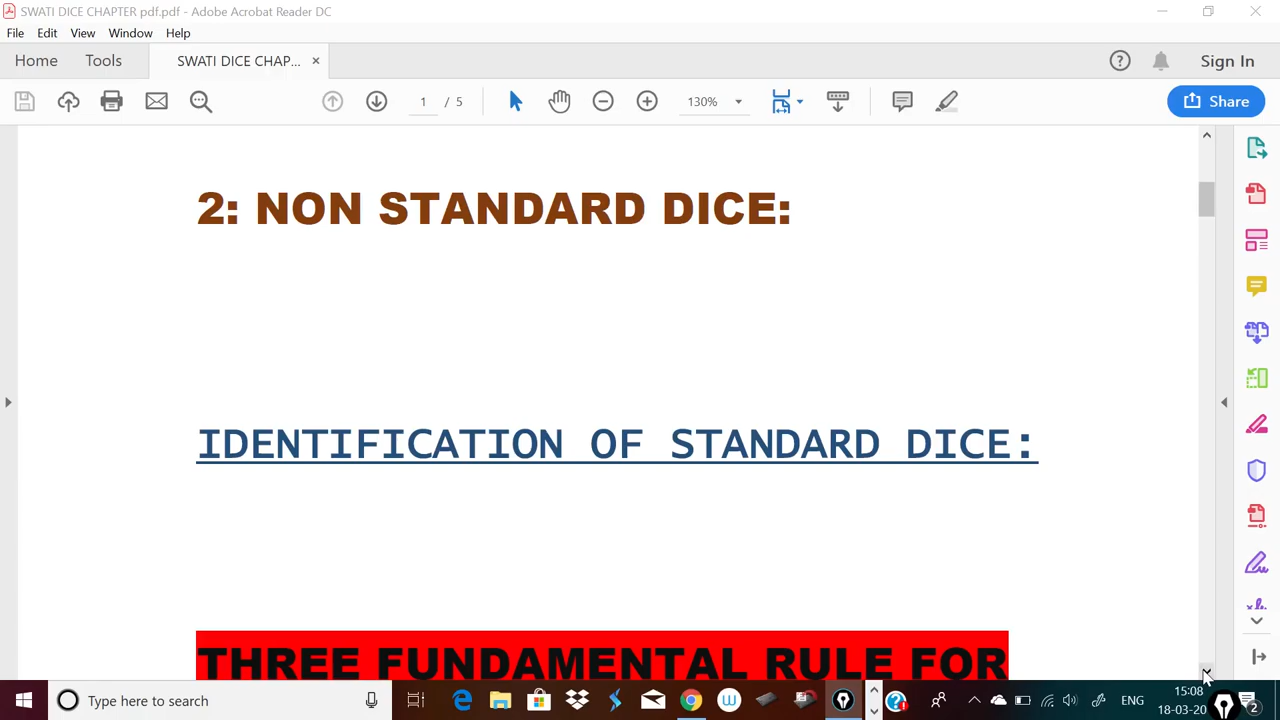 SWATI DICE CHAPTER pdf.pdf - Adobe Acrobat Reader DC
File Edit View Window Help
Home Tools SWATI DICE CHAP... × Sign In
1 / 5 130% Share
2: NON STANDARD DICE:
IDENTIFICATION OF STANDARD DICE:
THREE FUNDAMENTAL RULE FOR
Type here to search
ENG
15:08
18-03-20
2